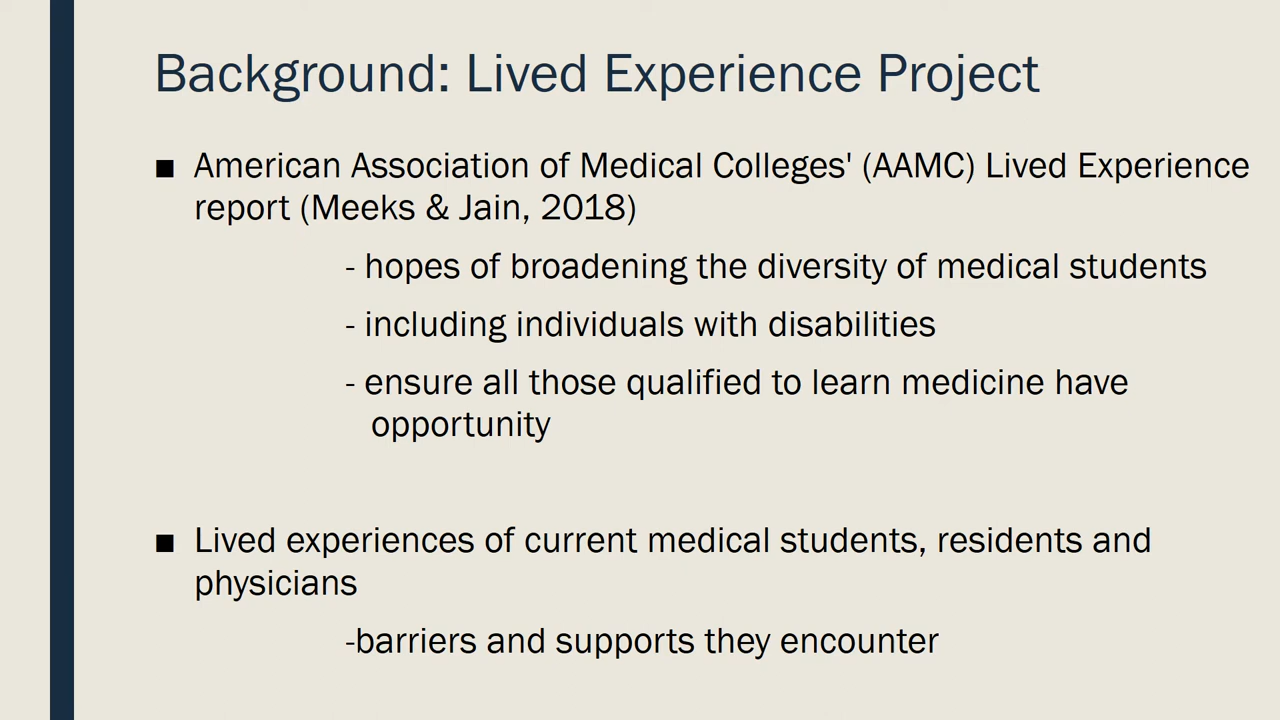 Background: Lived Experience Project
■ American Association of Medical Colleges' (AAMC) Lived Experience
report (Meeks & Jain, 2018)
- hopes of broadening the diversity of medical students
- including individuals with disabilities
- ensure all those qualified to learn medicine have
opportunity
■ Lived experiences of current medical students, residents and
physicians
-barriers and supports they encounter